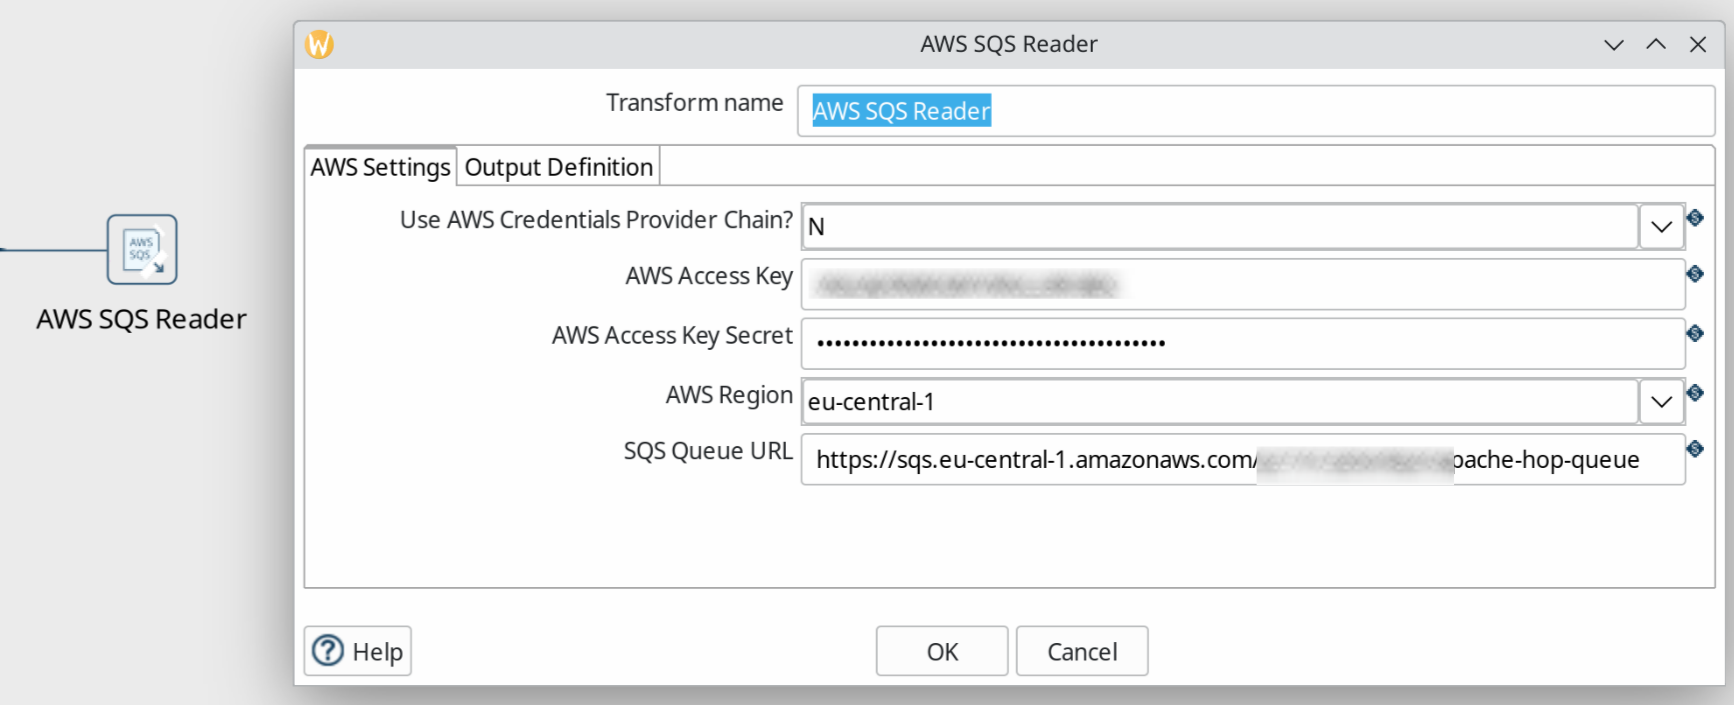 W
AWS SQS Reader
Transform name
AWS SQS Reader
AWS Settings
Output Definition
Use AWS Credentials Provider Chain?
N
AWS Access Key
AWS Access Key Secret
••••••••••••••••••••••••••••••••••••••••
AWS Region
eu-central-1
SQS Queue URL
https://sqs.eu-central-1.amazonaws.com/ pache-hop-queue
AWS
SQS
AWS SQS Reader
Help
OK
Cancel